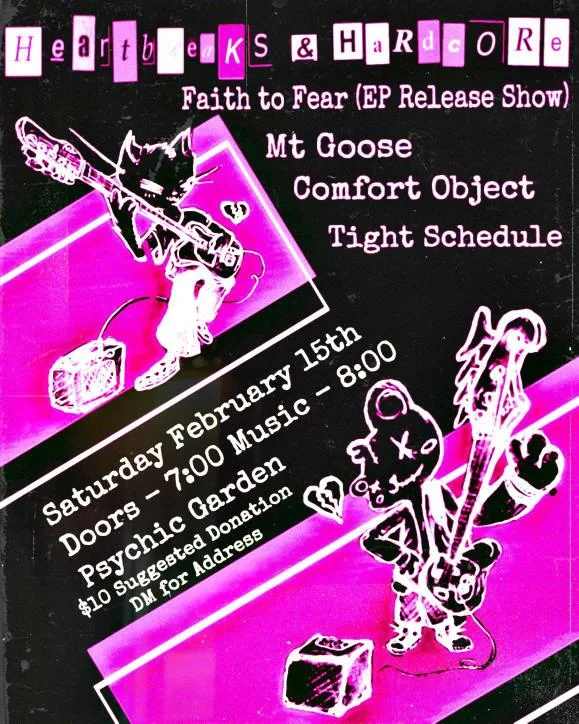 Heartbreaks & HaRdcORe
Faith to Fear (EP Release Show)
Mt Goose
Comfort Object
Tight Schedule
Saturday February 15th
Doors - 7:00 Music - 8:00
Psychic Garden
$10 Suggested Donation
DM for Address